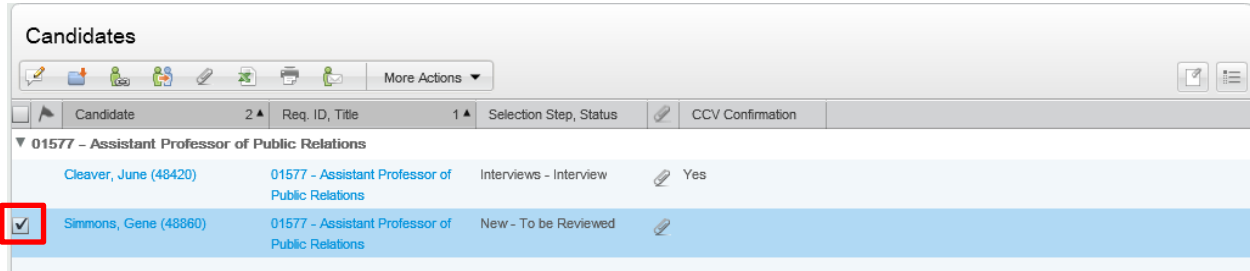 Candidates
More Actions
Candidate 2 Req. ID, Title 1 Selection Step, Status CCV Confirmation
01577 - Assistant Professor of Public Relations
Cleaver, June (48420) 01577 - Assistant Professor of Interviews - Interview Yes
Public Relations
Simmons, Gene (48860) 01577 - Assistant Professor of New - To be Reviewed
Public Relations